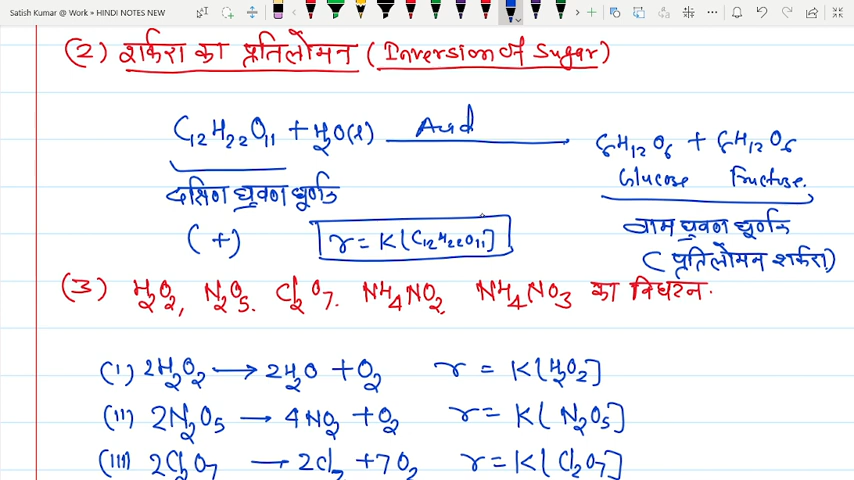 Satish Kumar @ Work » HINDI NOTES NEW
(2) शर्करा का प्रतिलोमन (Inversion of Sugar)
C12H22O11 + H2O(l) Acid C6H12O6 + C6H12O6
Glucose Fructose.
दक्षिण ध्रुवण घूर्णक
(+) r = K[C12H22O11]
वाम ध्रुवण घूर्णक
(प्रतिलोमन शर्करा)
(3) H2O2, N2O5. Cl2O7. NH4NO2 NH4NO3 का विघटन.
(i) 2H2O2 → 2H2O + O2 r = K[H2O2]
(ii) 2N2O5 → 4NO2 + O2 r = K[N2O5]
(iii) 2Cl2O7 → 2Cl2 + 7O2 r = K[Cl2O7]